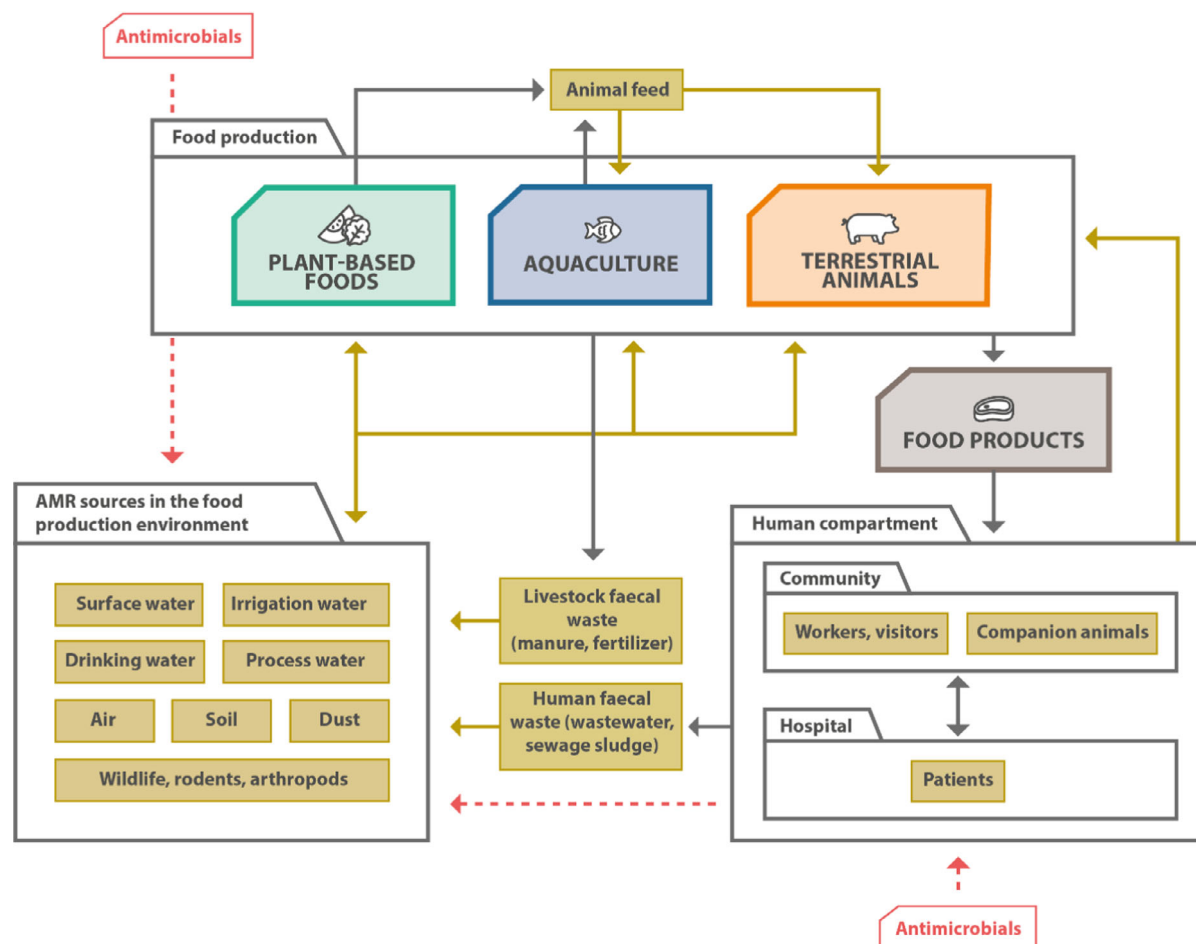 Antimicrobials
Animal feed
Food production
PLANT-BASED
FOODS
AQUACULTURE
TERRESTRIAL
ANIMALS
FOOD PRODUCTS
AMR sources in the food
production environment
Surface water
Irrigation water
Drinking water
Process water
Air
Soil
Dust
Wildlife, rodents, arthropods
Livestock faecal
waste
(manure, fertilizer)
Human faecal
waste (wastewater,
sewage sludge)
Human compartment
Community
Workers, visitors
Companion animals
Hospital
Patients
Antimicrobials